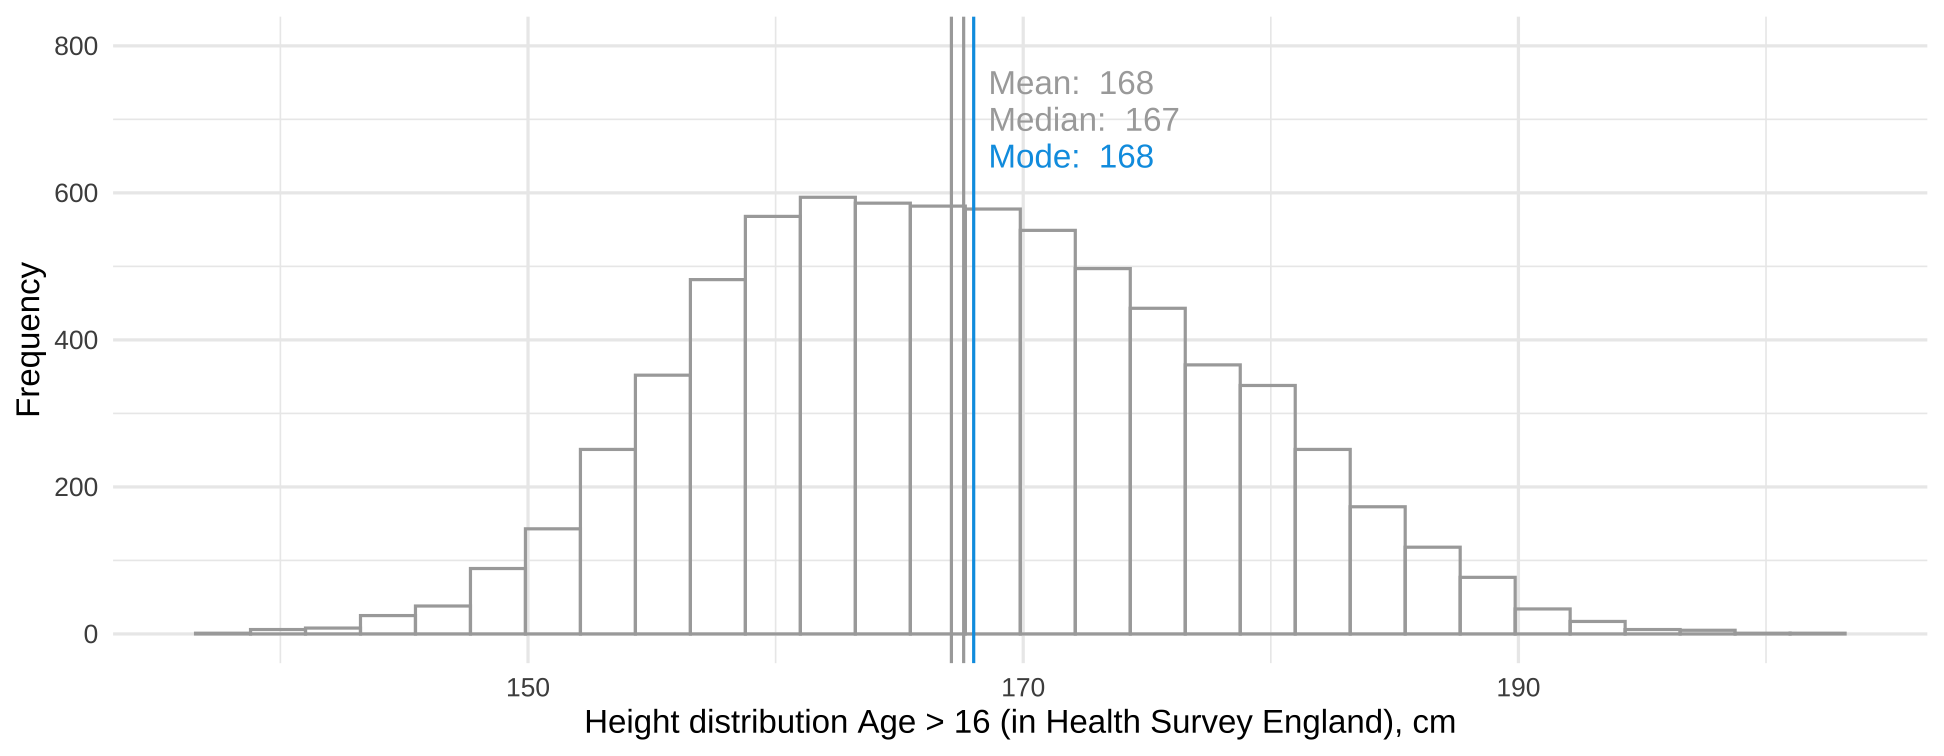 800
Mean: 168
Median: 167
Mode: 168
600
400
200
0
Frequency
150 170 190
Height distribution Age > 16 (in Health Survey England), cm